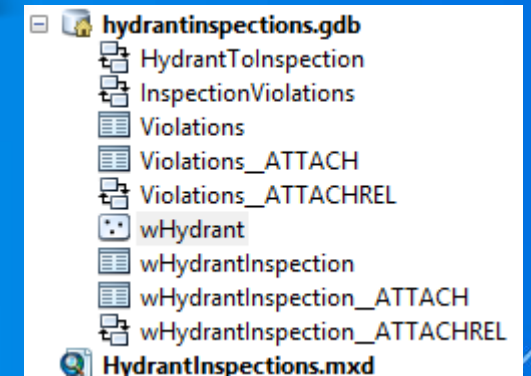 hydrantinspections.gdb
HydrantToInspection
InspectionViolations
Violations
Violations__ATTACH
Violations__ATTACHREL
wHydrant
wHydrantInspection
wHydrantInspection__ATTACH
wHydrantInspection__ATTACHREL
HydrantInspections.mxd